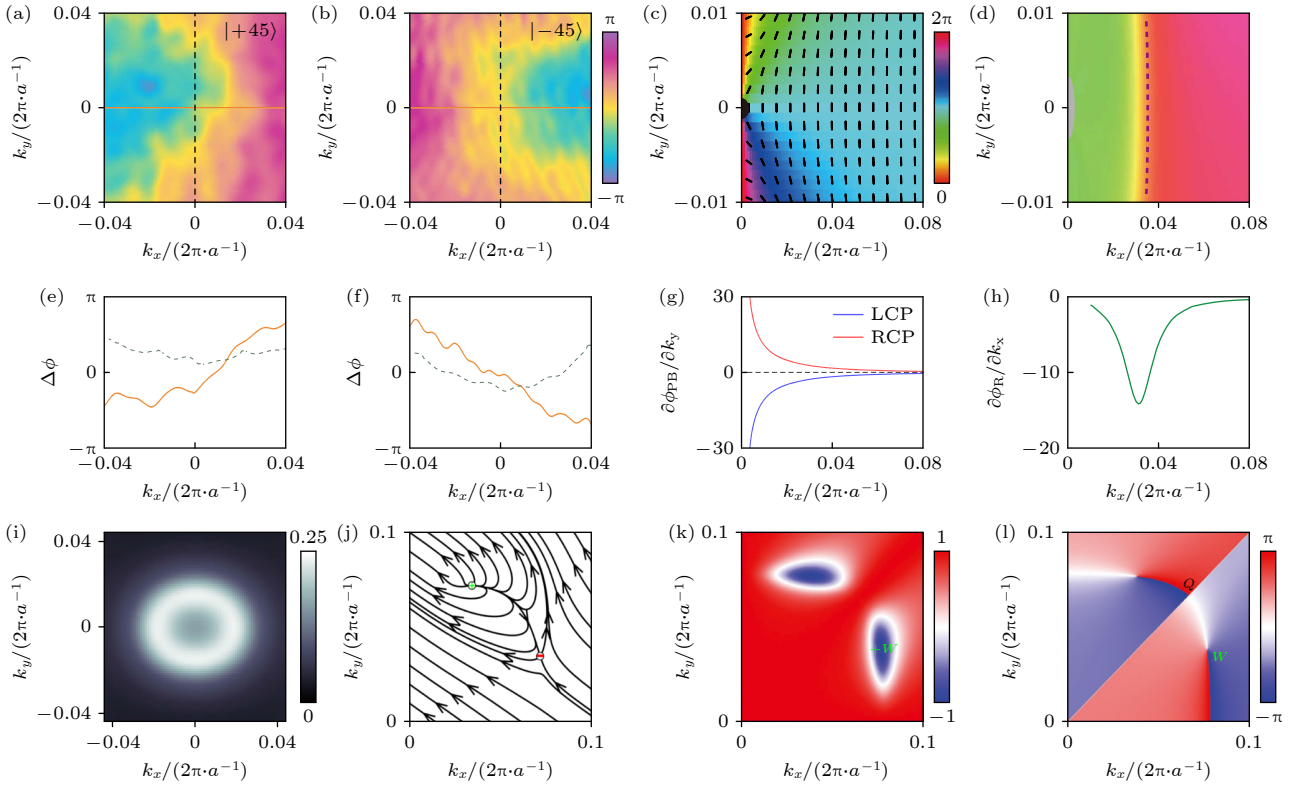 (a)
0.04
0
−0.04
k_y/(2π·a⁻¹)
|+45⟩
−0.04
0
0.04
k_x/(2π·a⁻¹)
(b)
0.04
0
−0.04
k_y/(2π·a⁻¹)
|−45⟩
π
−π
−0.04
0
0.04
k_x/(2π·a⁻¹)
(c)
0.01
0
−0.01
k_y/(2π·a⁻¹)
2π
0
0
0.04
0.08
k_x/(2π·a⁻¹)
(d)
0.01
0
−0.01
k_y/(2π·a⁻¹)
0
0.04
0.08
k_x/(2π·a⁻¹)
(e)
π
0
−π
Δϕ
−0.04
0
0.04
k_x/(2π·a⁻¹)
(f)
π
0
−π
Δϕ
−0.04
0
0.04
k_x/(2π·a⁻¹)
(g)
30
0
−30
∂ϕ_PB/∂k_y
LCP
RCP
0
0.04
0.08
k_x/(2π·a⁻¹)
(h)
0
−10
−20
∂ϕ_R/∂k_x
0
0.04
0.08
k_x/(2π·a⁻¹)
(i)
0.04
0
−0.04
k_y/(2π·a⁻¹)
0.25
0
−0.04
0
0.04
k_x/(2π·a⁻¹)
(j)
0.1
0
k_y/(2π·a⁻¹)
0
0.1
k_x/(2π·a⁻¹)
(k)
0.1
0
k_y/(2π·a⁻¹)
−W
1
−1
0
0.1
k_x/(2π·a⁻¹)
(l)
0.1
0
k_y/(2π·a⁻¹)
Q
W
π
−π
0
0.1
k_x/(2π·a⁻¹)